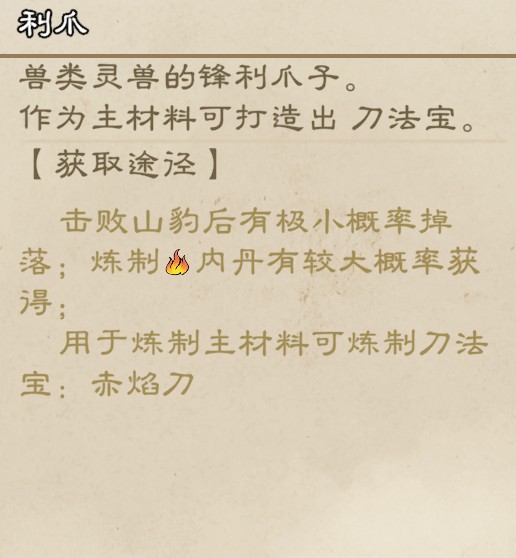 利爪
兽类灵兽的锋利爪子。
作为主材料可打造出 刀法宝。
【获取途径】
击败山豹后有极小概率掉
落；炼制🔥内丹有较大概率获
得；
用于炼制主材料可炼制刀法
宝：赤焰刀